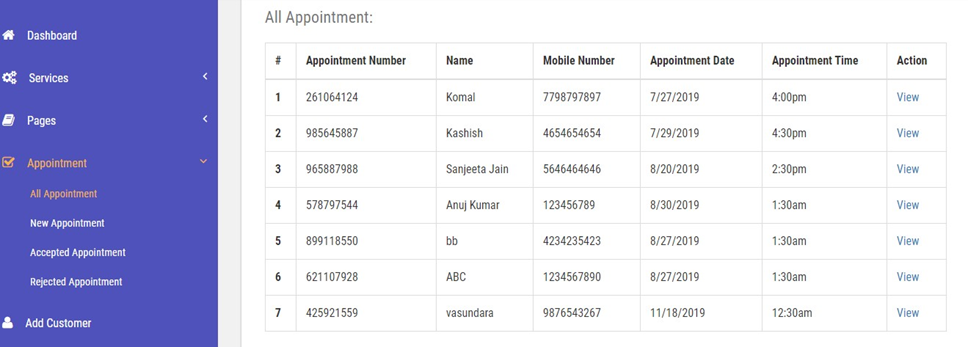 All Appointment:
Dashboard
Services
Pages
Appointment
All Appointment
New Appointment
Accepted Appointment
Rejected Appointment
Add Customer
# Appointment Number Name Mobile Number Appointment Date Appointment Time Action
1 261064124 Komal 7798797897 7/27/2019 4:00pm View
2 985645887 Kashish 4654654654 7/29/2019 4:30pm View
3 965887988 Sanjeeta Jain 5646464646 8/20/2019 2:30pm View
4 578797544 Anuj Kumar 123456789 8/30/2019 1:30am View
5 899118550 bb 4234235423 8/27/2019 1:30am View
6 621107928 ABC 1234567890 8/27/2019 1:30am View
7 425921559 vasundara 9876543267 11/18/2019 12:30am View